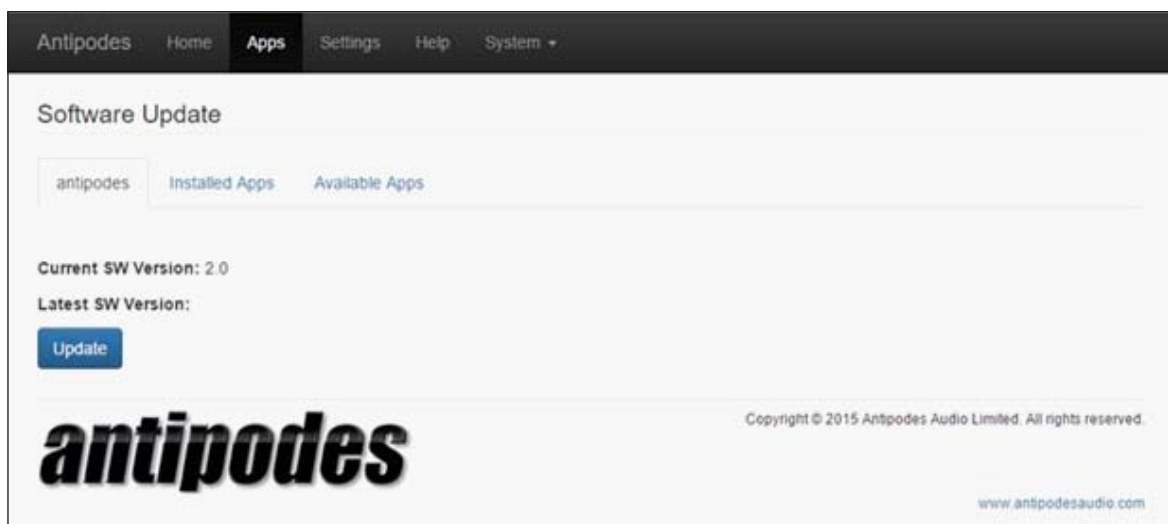 Antipodes Home Apps Settings Help System
Software Update
antipodes Installed Apps Available Apps
Current SW Version: 2.0
Latest SW Version:
Update
antipodes
Copyright © 2015 Antipodes Audio Limited. All rights reserved.
www.antipodesaudio.com